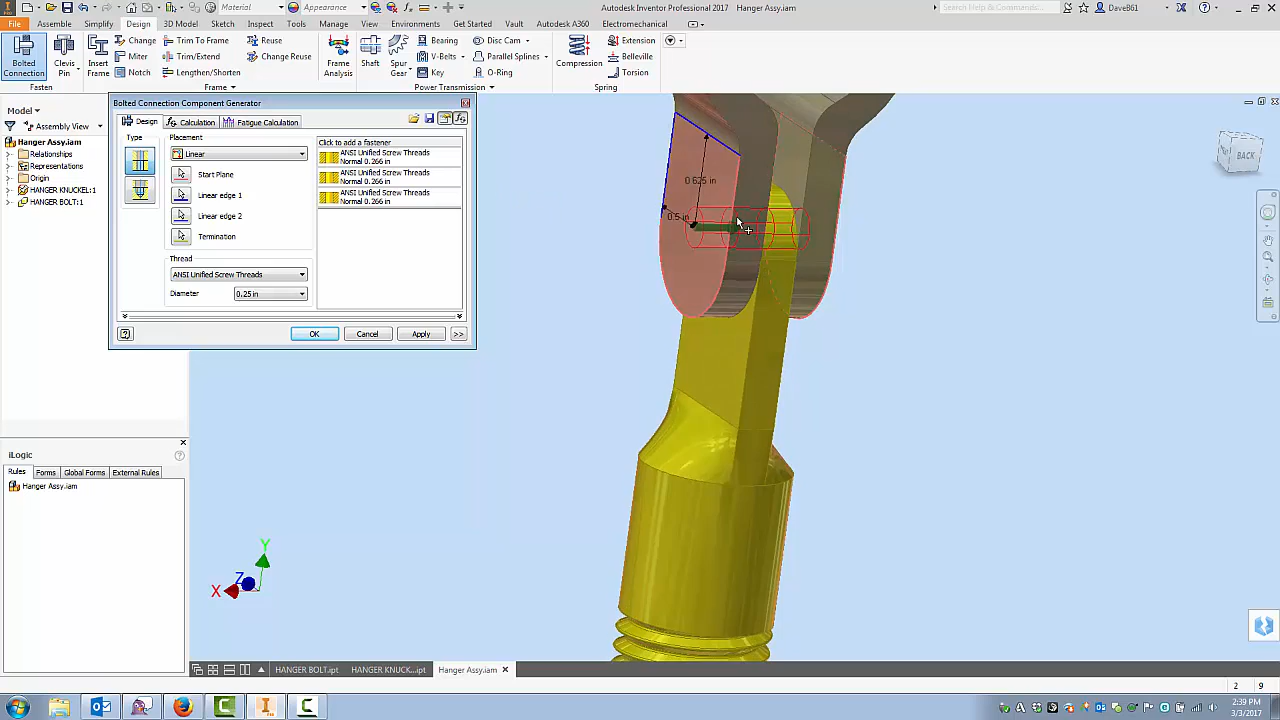 Material
Appearance
Autodesk Inventor Professional 2017 Hanger Assy.iam
Search Help & Commands...
DaveB61
File
Assembly
Simplify
Design
3D Model
Sketch
Inspect
Tools
Manage
View
Environments
Get Started
Vault
Autodesk A360
Electromechanical
Bolted Connection
Clevis Pin
Insert Frame
Change
Miter
Notch
Trim To Frame
Trim/Extend
Lengthen/Shorten
Reuse
Change Reuse
Frame Analysis
Shaft
Spur Gear
Bearing
V-Belts
Key
Disc Cam
Parallel Splines
O-Ring
Compression
Extension
Belleville
Torsion
Fasten
Frame
Power Transmission
Spring
Model
Assembly View
Hanger Assy.iam
Relationships
Representations
Origin
HANGER KNUCKEL:1
HANGER BOLT:1
Bolted Connection Component Generator
Design
Calculation
Fatigue Calculation
Type
Placement
Linear
Start Plane
Linear edge 1
Linear edge 2
Termination
Thread
ANSI Unified Screw Threads
Diameter
0.25 in
Click to add a fastener
ANSI Unified Screw Threads
Normal 0.266 in
ANSI Unified Screw Threads
Normal 0.266 in
ANSI Unified Screw Threads
Normal 0.266 in
OK
Cancel
Apply
>>
0.625 in
0.5 in
BACK
iLogic
Rules
Forms
Global Forms
External Rules
Hanger Assy.iam
Y
Z
X
HANGER BOLT.ipt
HANGER KNUCK...ipt
Hanger Assy.iam
2
9
2:39 PM
3/3/2017